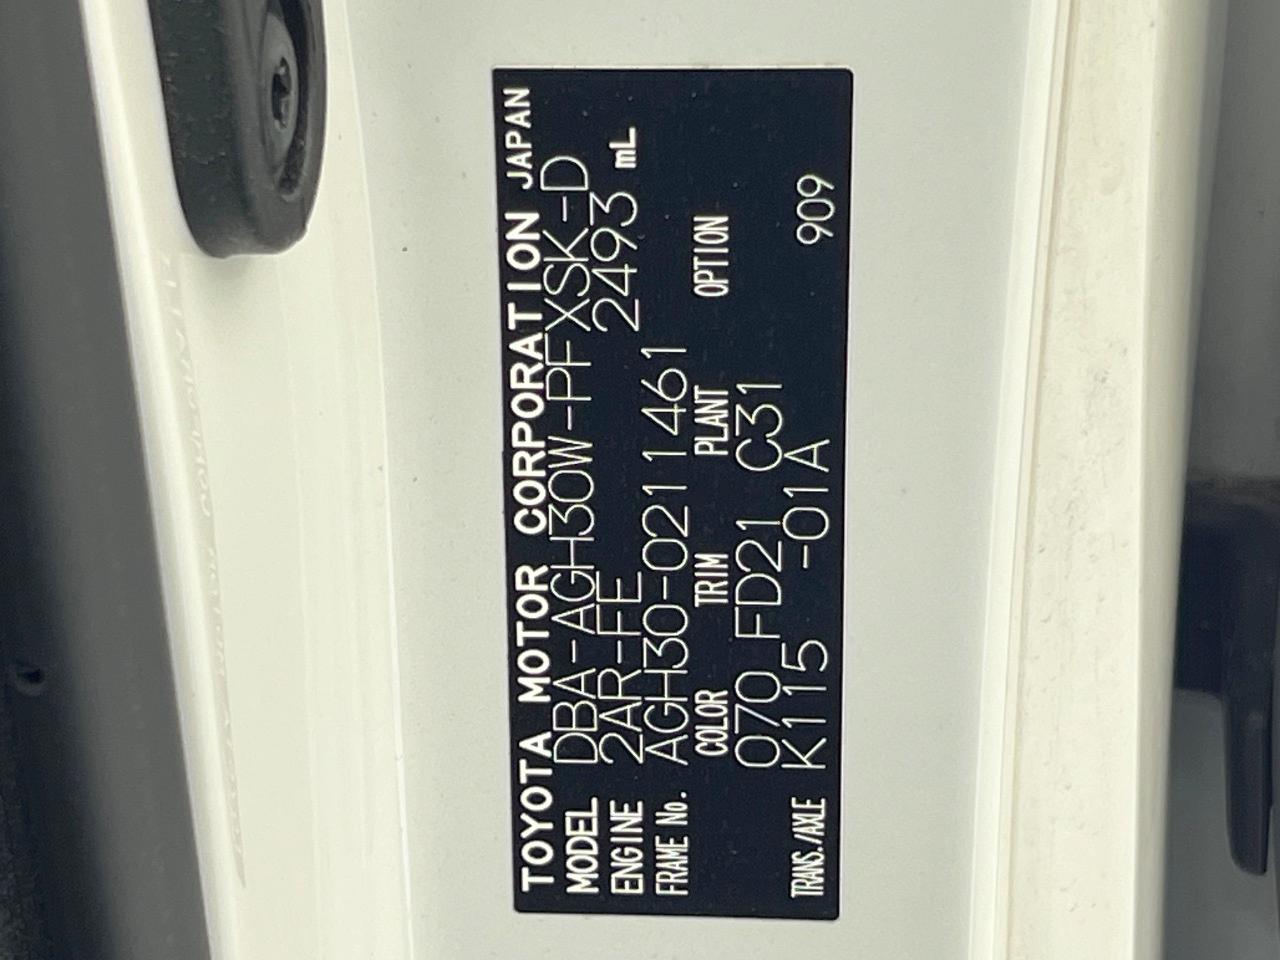 TOYOTA MOTOR CORPORATION JAPAN
MODEL DBA-AGH30W-PFXSK-D
ENGINE 2AR-FE 2493 mL
FRAME No. AGH30-0211461
COLOR TRIM PLANT OPTION
070 FD21 C31
TRANS./AXLE K115 -01A 909